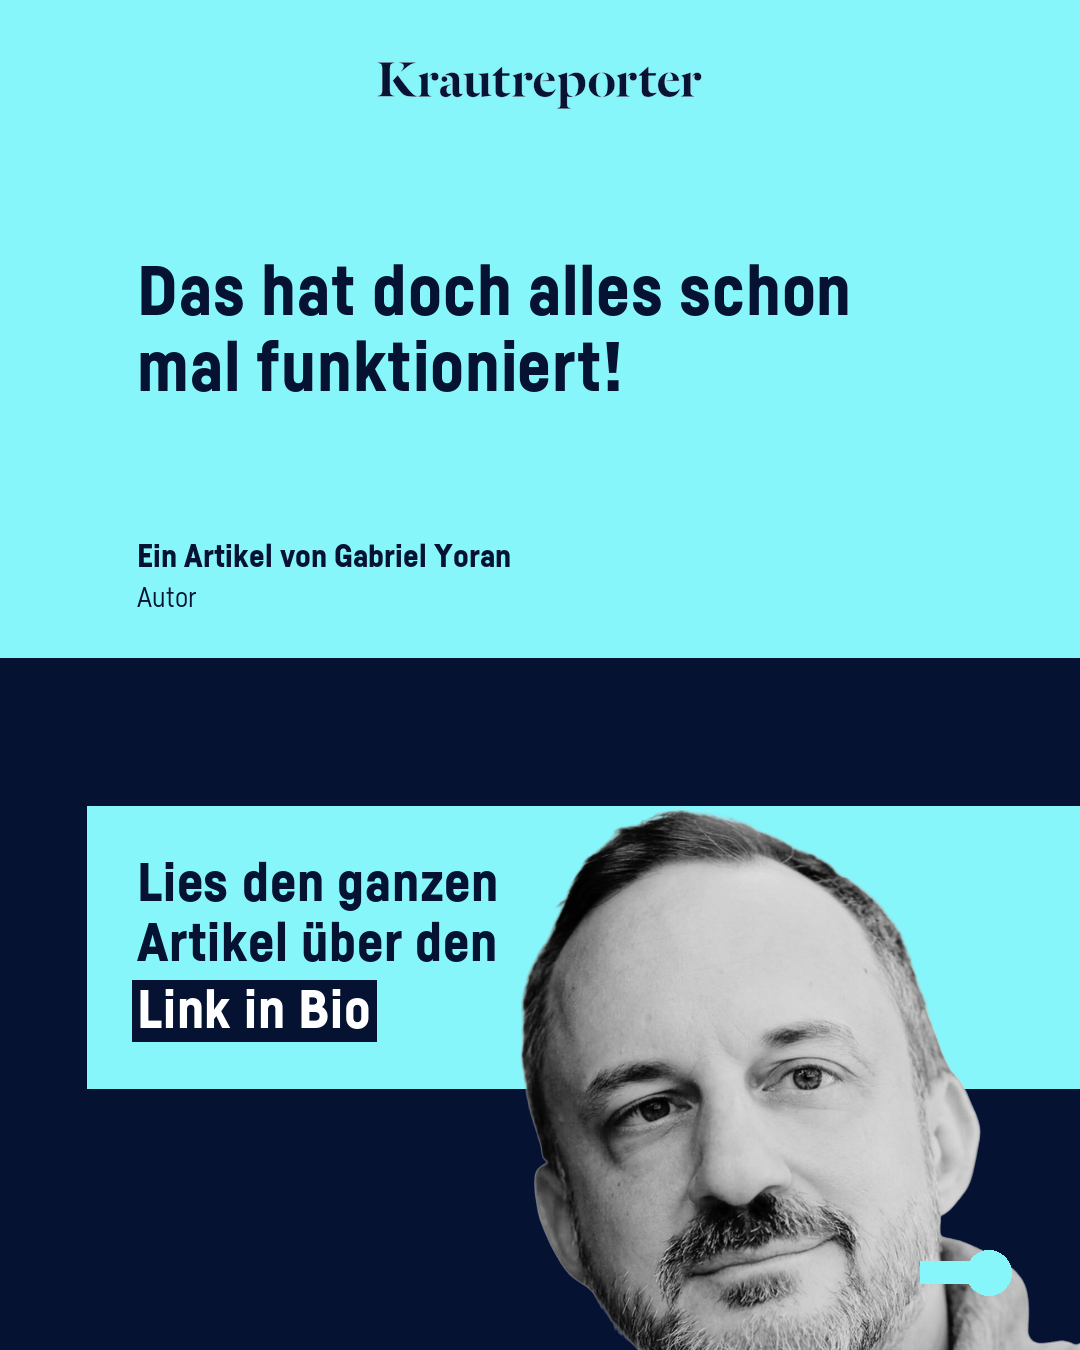 Krautreporter
Das hat doch alles schon
mal funktioniert!
Ein Artikel von Gabriel Yoran
Autor
Lies den ganzen
Artikel über den
Link in Bio